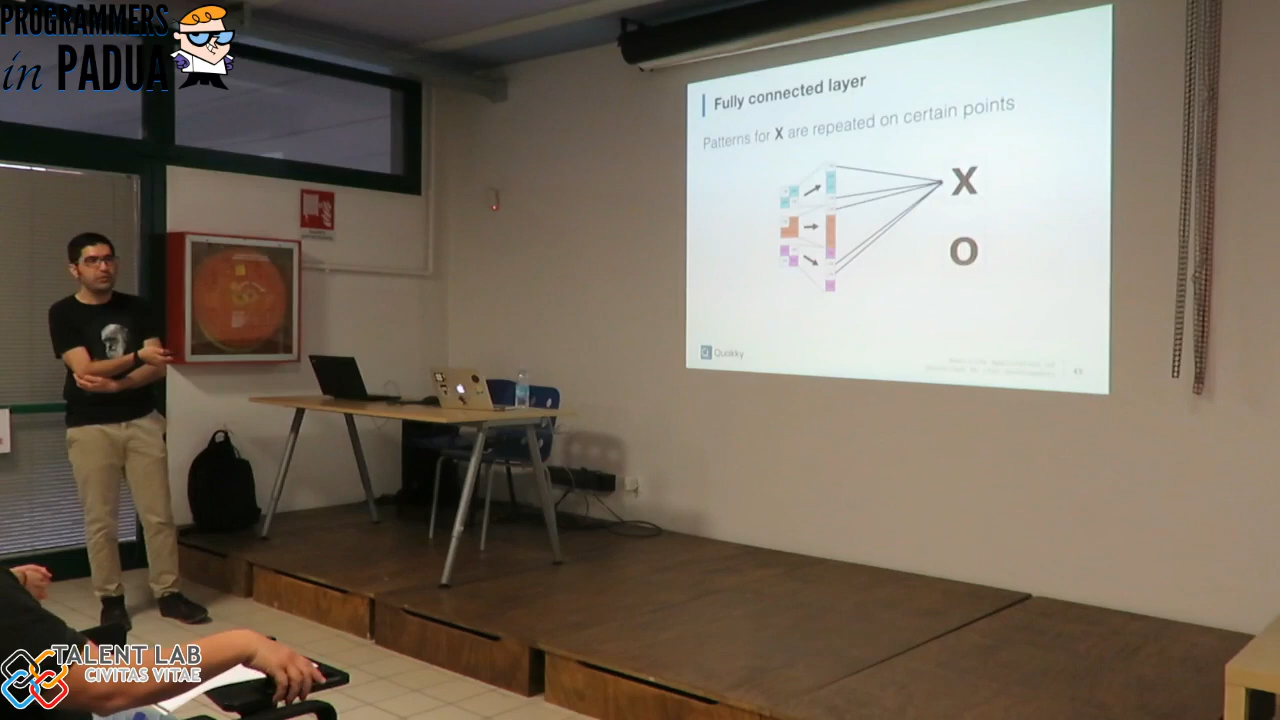 PROGRAMMERS
in PADUA
Fully connected layer
Patterns for X are repeated on certain points
X
O
Quokky
TALENT LAB
CIVITAS VITAE